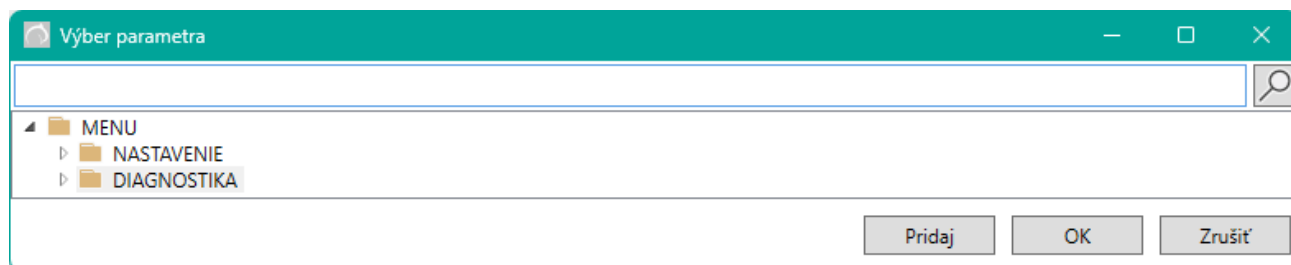 Výber parametra
MENU
NASTAVENIE
DIAGNOSTIKA
Pridaj OK Zrušiť